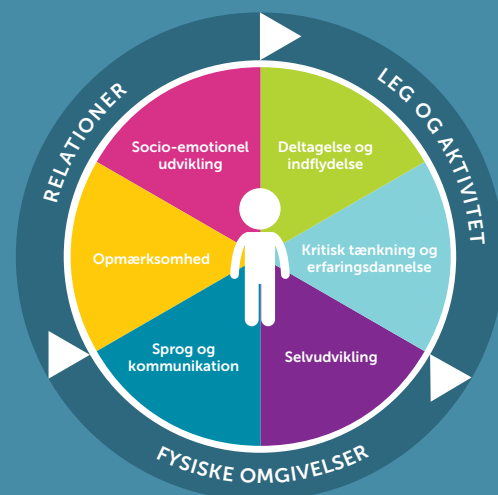 RELATIONER
LEG OG AKTIVITET
Socio-emotionel
udvikling
Deltagelse og
indflydelse
Opmærksomhed
Kritisk tænkning og
erfaringsdannelse
Sprog og
kommunikation
Selvudvikling
FYSISKE OMGIVELSER